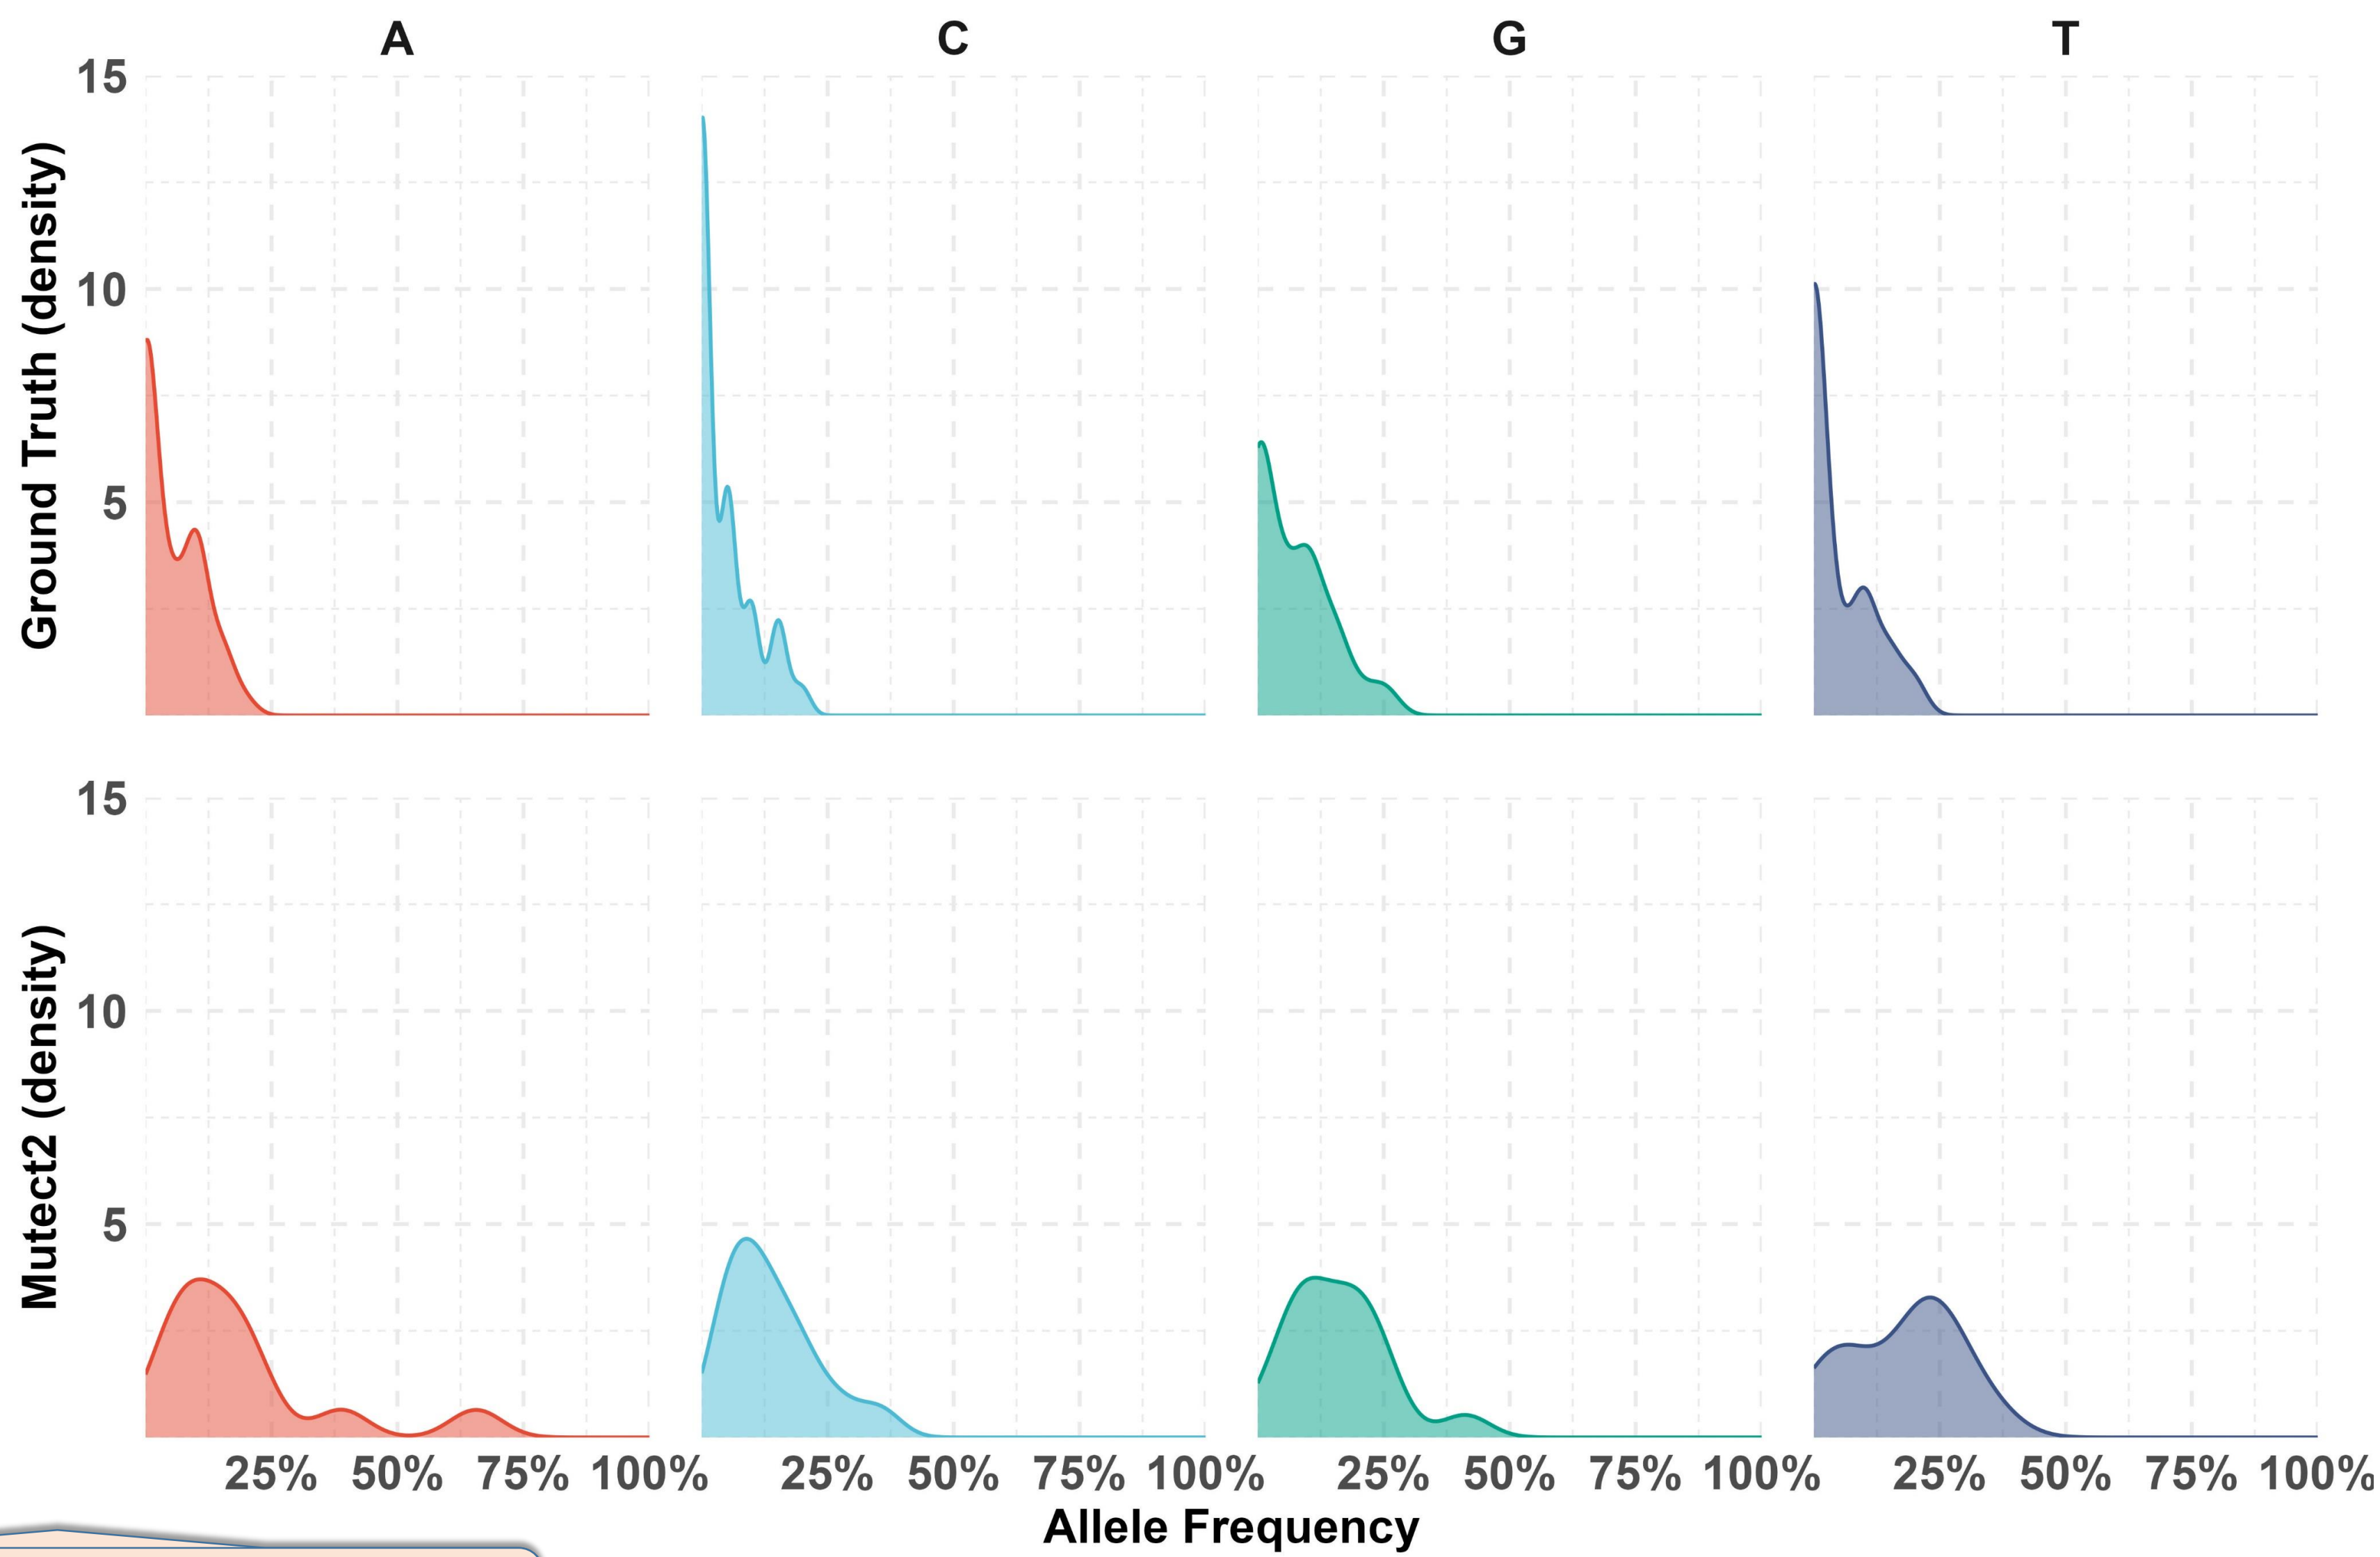 A C G T
Ground Truth (density)
15
10
5
Mutect2 (density)
15
10
5
25% 50% 75% 100% 25% 50% 75% 100% 25% 50% 75% 100% 25% 50% 75% 100%
Allele Frequency